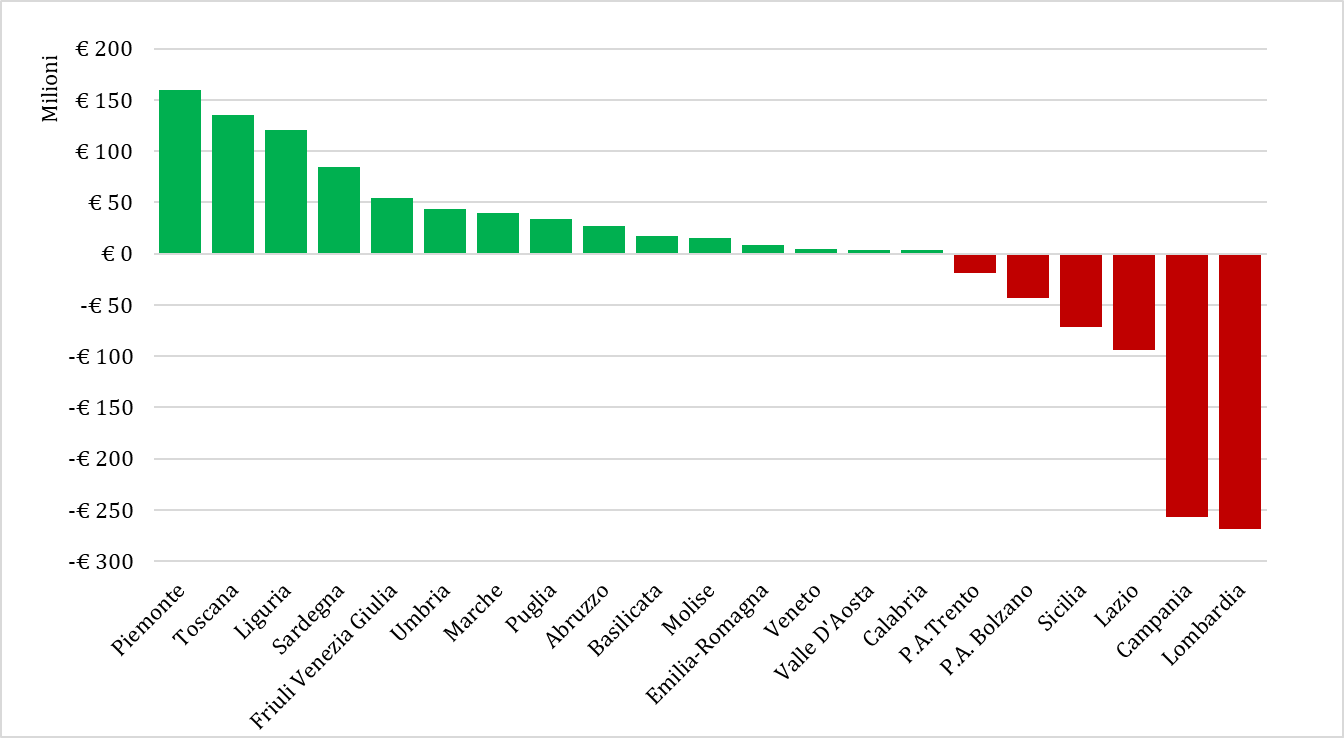 Milioni
€ 200
€ 150
€ 100
€ 50
€ 0
-€ 50
-€ 100
-€ 150
-€ 200
-€ 250
-€ 300
Piemonte
Toscana
Liguria
Sardegna
Friuli Venezia Giulia
Umbria
Marche
Puglia
Abruzzo
Basilicata
Molise
Emilia-Romagna
Veneto
Valle D'Aosta
Calabria
P.A.Trento
P.A. Bolzano
Sicilia
Lazio
Campania
Lombardia